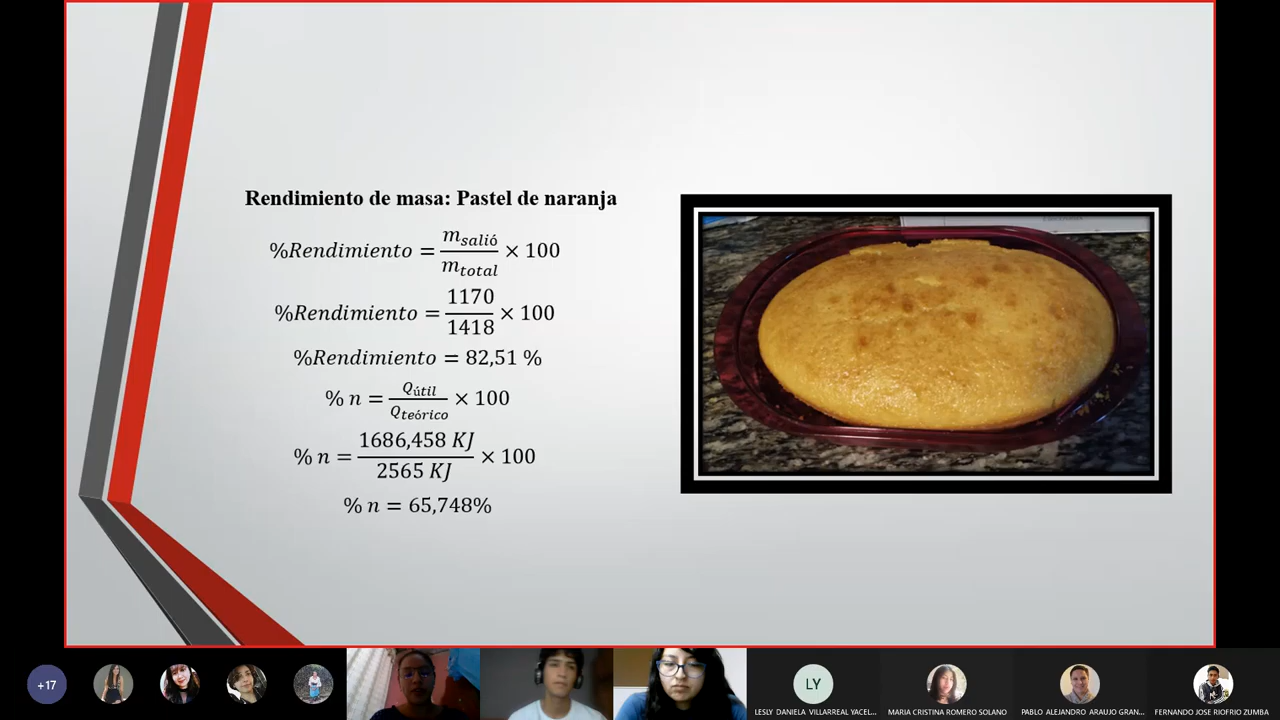 Rendimiento de masa: Pastel de naranja
%Rendimiento = m_salió / m_total × 100
%Rendimiento = 1170 / 1418 × 100
%Rendimiento = 82,51 %
% n = Q_útil / Q_teórico × 100
% n = 1686,458 KJ / 2565 KJ × 100
% n = 65,748%
+17
LY
LESLY DANIELA VILLARREAL YACEL...
MARIA CRISTINA ROMERO SOLANO
PABLO ALEJANDRO ARAUJO GRAN...
FERNANDO JOSE RIOFRIO ZUMBA